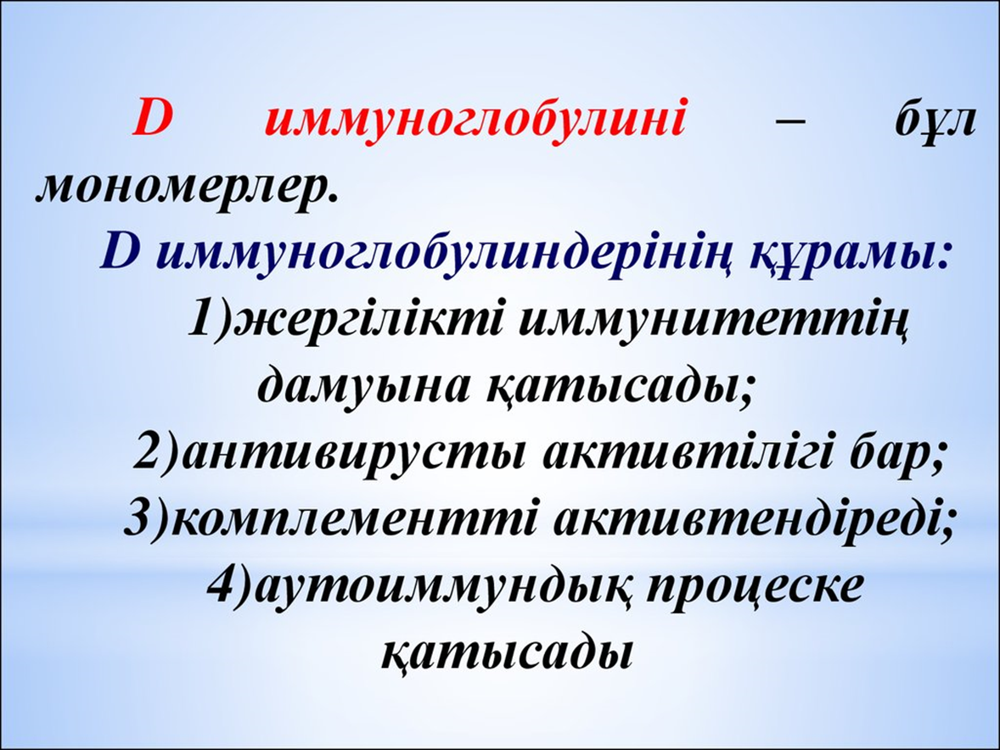 D иммуноглобулині – бұл
мономерлер.
D иммуноглобулиндерінің құрамы:
1)жергілікті иммунитеттің
дамуына қатысады;
2)антивирусты активтілігі бар;
3)комплементті активтендіреді;
4)аутоиммундық процеске
қатысады